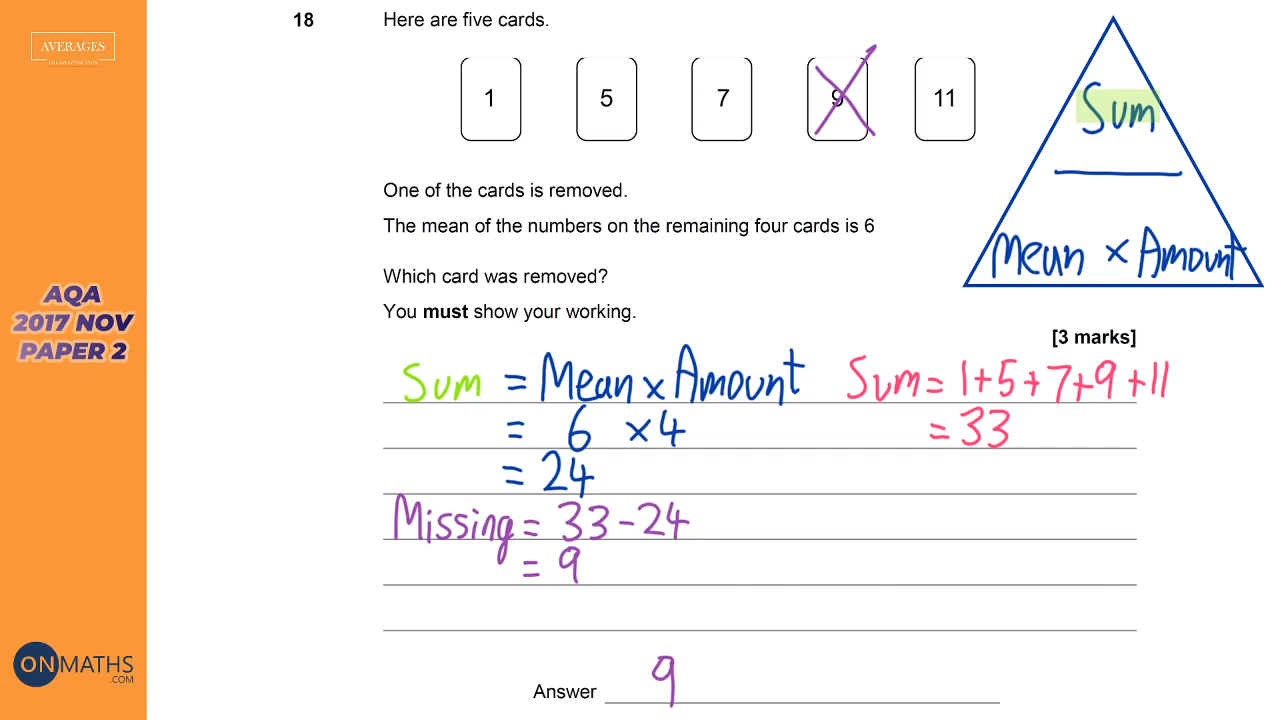 AVERAGES
18 Here are five cards.
1 5 7 9 11
Sum
Mean × Amount
One of the cards is removed.
The mean of the numbers on the remaining four cards is 6
Which card was removed?
You must show your working.
[3 marks]
AQA
2017 NOV
PAPER 2
Sum = Mean × Amount
= 6 × 4
= 24
Sum = 1 + 5 + 7 + 9 + 11
= 33
Missing = 33 - 24
= 9
Answer 9
ONMATHS
.COM